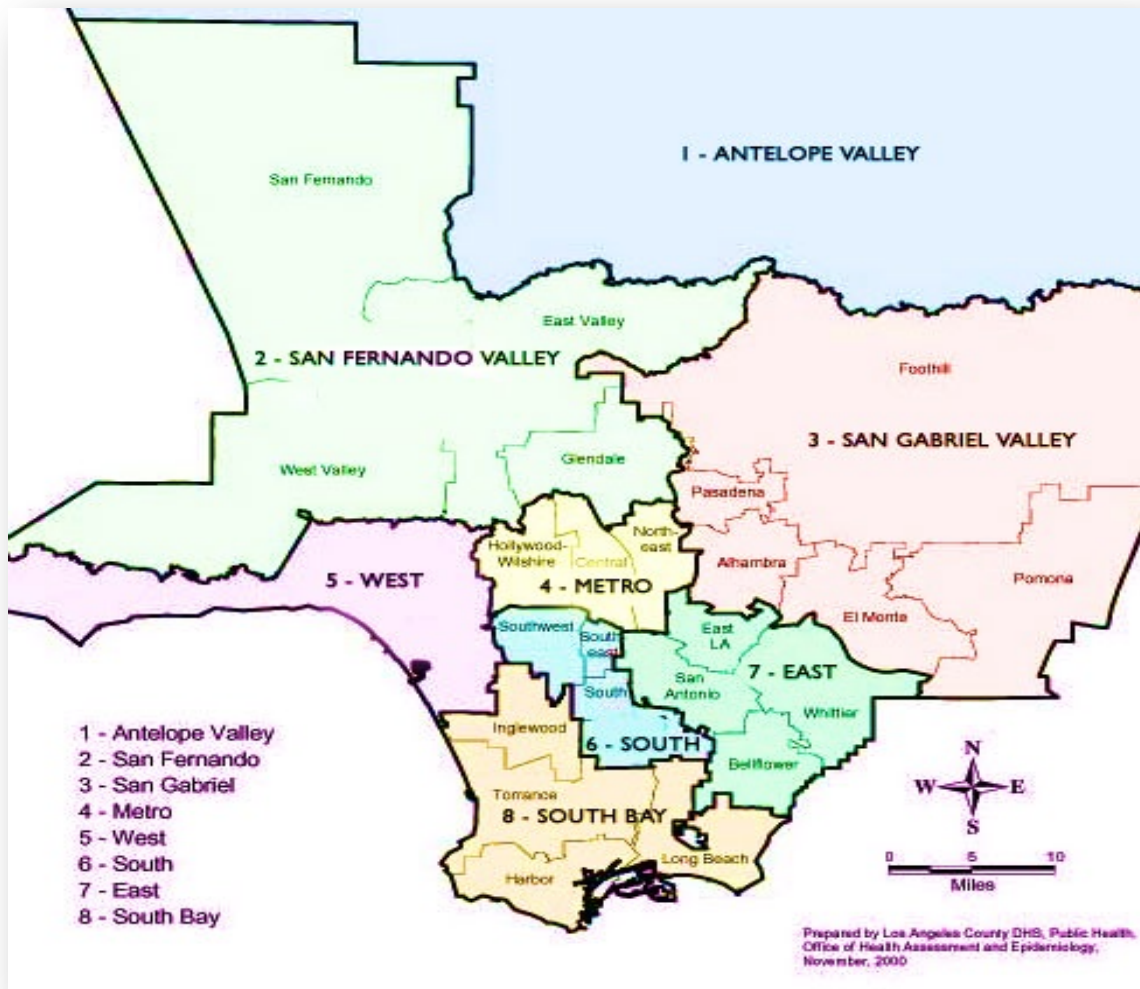 1 - ANTELOPE VALLEY
San Fernando
East Valley
2 - SAN FERNANDO VALLEY
Foothill
3 - SAN GABRIEL VALLEY
West Valley
Glendale
Pasadena
North-
east
Hollywood-
Wilshire
Central
Alhambra
5 - WEST
4 - METRO
Pomona
El Monte
Southwest
South-
east
East
LA
7 - EAST
San
Antonio
South
Whittier
Inglewood
6 - SOUTH
Bellflower
Torrance
8 - SOUTH BAY
Long Beach
Harbor
1 - Antelope Valley
2 - San Fernando
3 - San Gabriel
4 - Metro
5 - West
6 - South
7 - East
8 - South Bay
N
W E
S
0 5 10
Miles
Prepared by Los Angeles County DHS, Public Health,
Office of Health Assessment and Epidemiology,
November, 2000